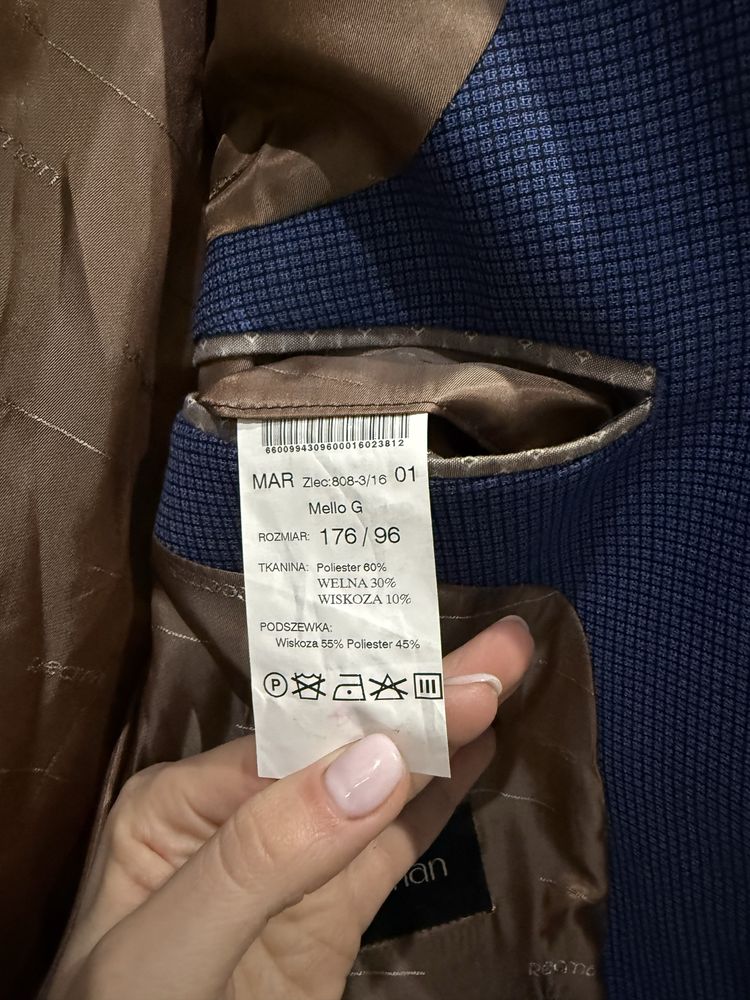 6600994309600016023812
MAR Zlec:808-3/16 01
Mello G
ROZMIAR: 176 / 96
TKANINA: Poliester 60%
WEŁNA 30%
WISKOZA 10%
PODSZEWKA:
Wiskoza 55% Poliester 45%
P